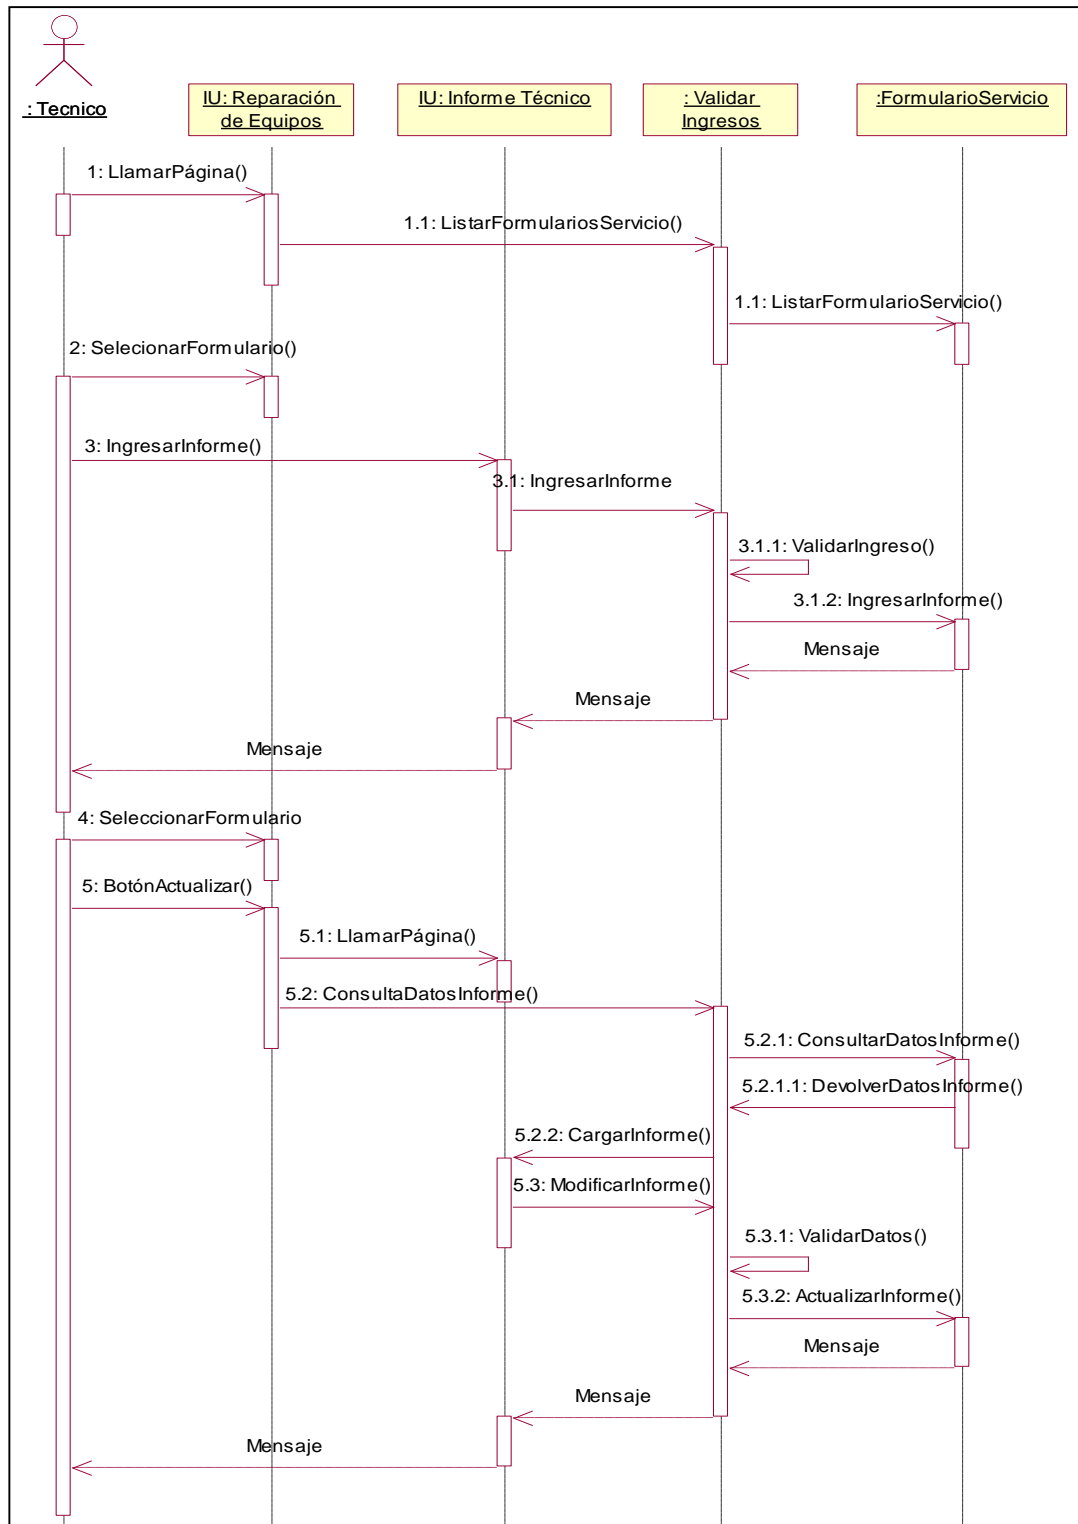 : Tecnico
IU: Reparación
de Equipos
IU: Informe Técnico
: Validar
Ingresos
:FormularioServicio
1: LlamarPágina()
1.1: ListarFormulariosServicio()
1.1: ListarFormularioServicio()
2: SelecionarFormulario()
3: IngresarInforme()
3.1: IngresarInforme
3.1.1: ValidarIngreso()
3.1.2: IngresarInforme()
Mensaje
Mensaje
Mensaje
4: SeleccionarFormulario
5: BotónActualizar()
5.1: LlamarPágina()
5.2: ConsultaDatosInforme()
5.2.1: ConsultarDatosInforme()
5.2.1.1: DevolverDatosInforme()
5.2.2: CargarInforme()
5.3: ModificarInforme()
5.3.1: ValidarDatos()
5.3.2: ActualizarInforme()
Mensaje
Mensaje
Mensaje